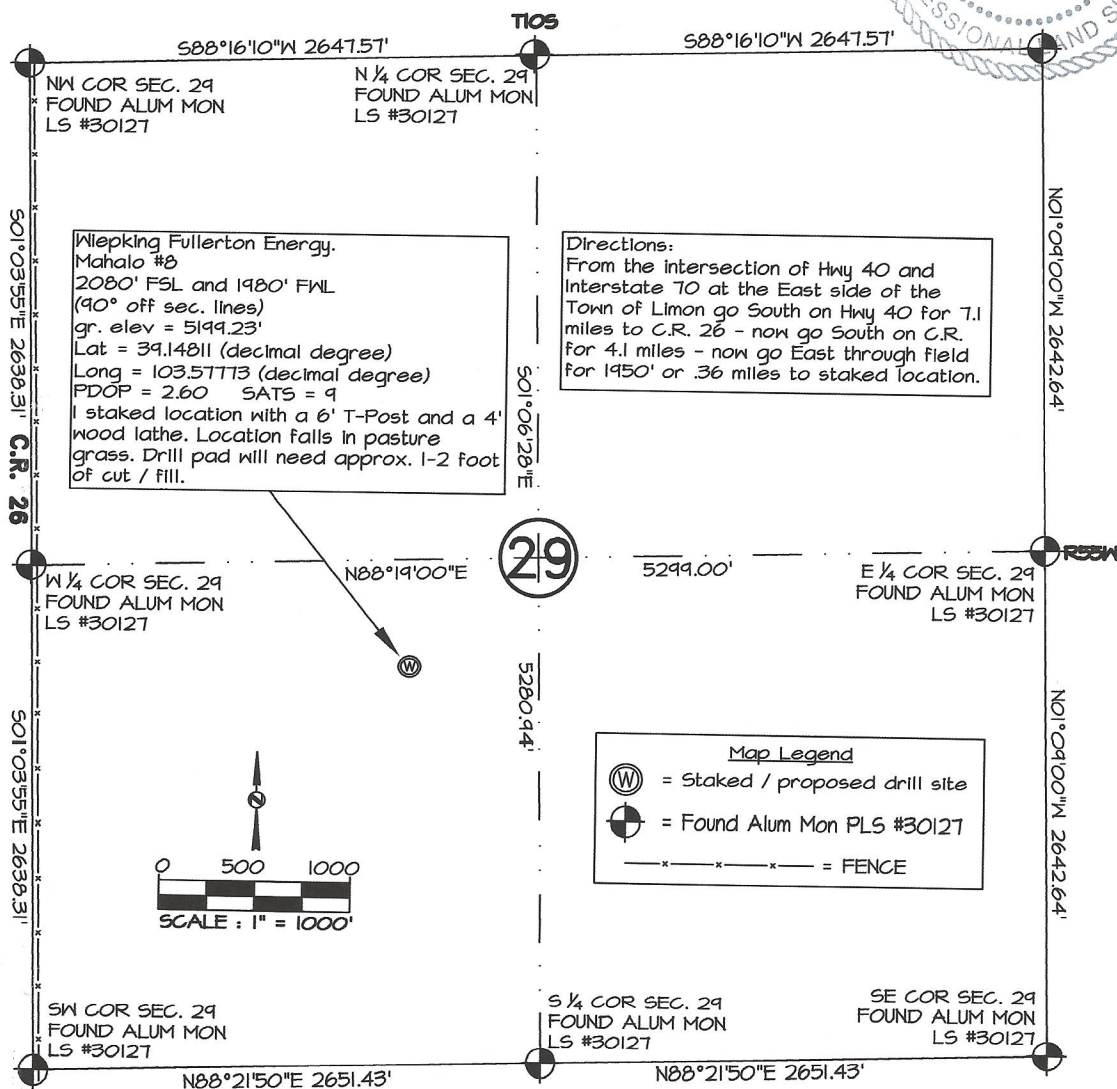 T10S
S88°16'10"W 2647.57'
S88°16'10"W 2647.57'
NW COR SEC. 29
FOUND ALUM MON
LS #30127
N 1/4 COR SEC. 29
FOUND ALUM MON
LS #30127
S01°03'55"E 2638.31'
C.R. 26
Wiepking Fullerton Energy.
Mahalo #8
2080' FSL and 1980' FWL
(90° off sec. lines)
gr. elev = 5199.23'
Lat = 39.14811 (decimal degree)
Long = 103.57773 (decimal degree)
PDOP = 2.60 SATS = 9
I staked location with a 6' T-Post and a 4'
wood lathe. Location falls in pasture
grass. Drill pad will need approx. 1-2 foot
of cut / fill.
S01°06'28"E
Directions:
From the intersection of Hwy 40 and
Interstate 70 at the East side of the
Town of Limon go South on Hwy 40 for 7.1
miles to C.R. 26 - now go South on C.R.
for 4.1 miles - now go East through field
for 1950' or .36 miles to staked location.
N01°09'00"W 2642.64'
W 1/4 COR SEC. 29
FOUND ALUM MON
LS #30127
N88°19'00"E
29
5299.00'
R55W
E 1/4 COR SEC. 29
FOUND ALUM MON
LS #30127
W
5280.94'
S01°03'55"E 2638.31'
N
0 500 1000
SCALE : 1" = 1000'
Map Legend
W = Staked / proposed drill site
= Found Alum Mon PLS #30127
= FENCE
N01°09'00"W 2642.64'
SW COR SEC. 29
FOUND ALUM MON
LS #30127
S 1/4 COR SEC. 29
FOUND ALUM MON
LS #30127
SE COR SEC. 29
FOUND ALUM MON
LS #30127
N88°21'50"E 2651.43'
N88°21'50"E 2651.43'